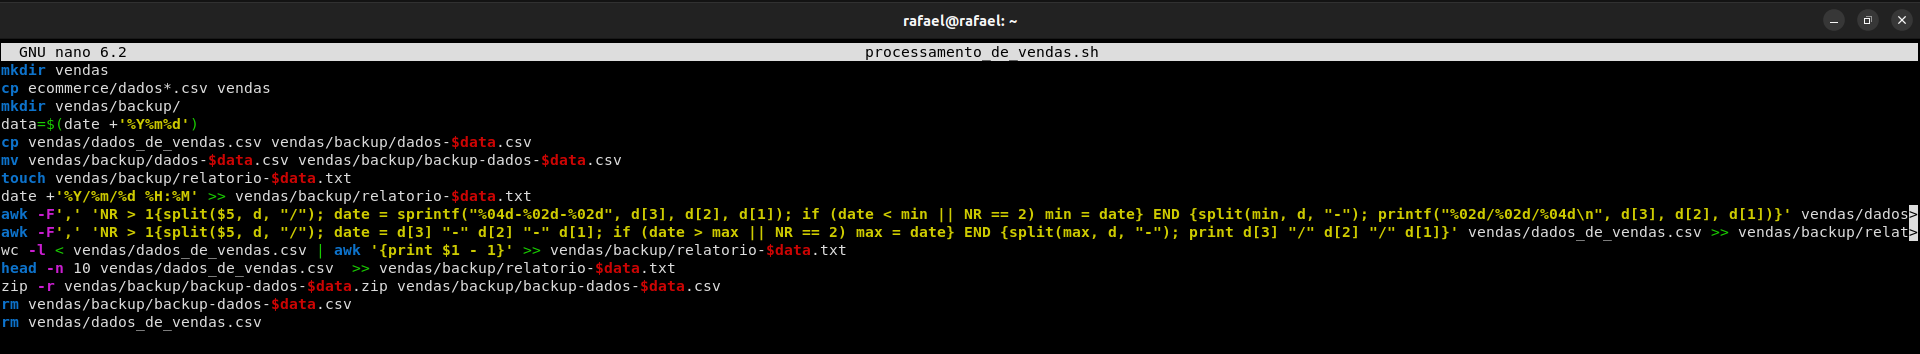 rafael@rafael: ~
GNU nano 6.2 processamento_de_vendas.sh
mkdir vendas
cp ecommerce/dados*.csv vendas
mkdir vendas/backup/
data=$(date +'%Y%m%d')
cp vendas/dados_de_vendas.csv vendas/backup/dados-$data.csv
mv vendas/backup/dados-$data.csv vendas/backup/backup-dados-$data.csv
touch vendas/backup/relatorio-$data.txt
date +'%Y/%m/%d %H:%M' >> vendas/backup/relatorio-$data.txt
awk -F',' 'NR > 1{split($5, d, "/"); date = sprintf("%04d-%02d-%02d", d[3], d[2], d[1]); if (date < min || NR == 2) min = date} END {split(min, d, "-"); printf("%02d/%02d/%04d\n", d[3], d[2], d[1])}' vendas/dados>
awk -F',' 'NR > 1{split($5, d, "/"); date = d[3] "-" d[2] "-" d[1]; if (date > max || NR == 2) max = date} END {split(max, d, "-"); print d[3] "/" d[2] "/" d[1]}' vendas/dados_de_vendas.csv >> vendas/backup/relat>
wc -l < vendas/dados_de_vendas.csv | awk '{print $1 - 1}' >> vendas/backup/relatorio-$data.txt
head -n 10 vendas/dados_de_vendas.csv  >> vendas/backup/relatorio-$data.txt
zip -r vendas/backup/backup-dados-$data.zip vendas/backup/backup-dados-$data.csv
rm vendas/backup/backup-dados-$data.csv
rm vendas/dados_de_vendas.csv